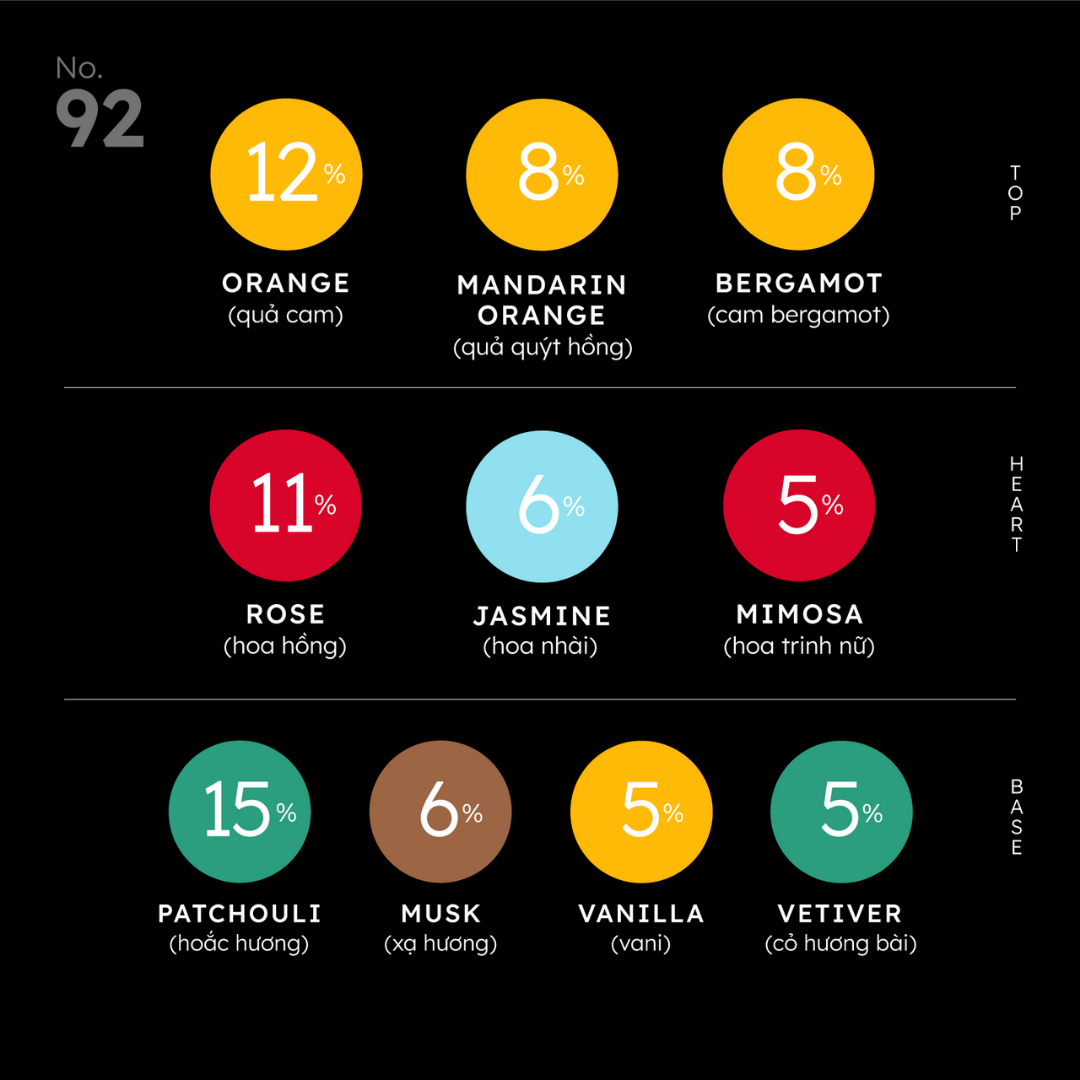 No.
92
12%
8%
8%
TOP
ORANGE
(quả cam)
MANDARIN
ORANGE
(quả quýt hồng)
BERGAMOT
(cam bergamot)
11%
6%
5%
HEART
ROSE
(hoa hồng)
JASMINE
(hoa nhài)
MIMOSA
(hoa trinh nữ)
15%
6%
5%
5%
BASE
PATCHOULI
(hoắc hương)
MUSK
(xạ hương)
VANILLA
(vani)
VETIVER
(cỏ hương bài)